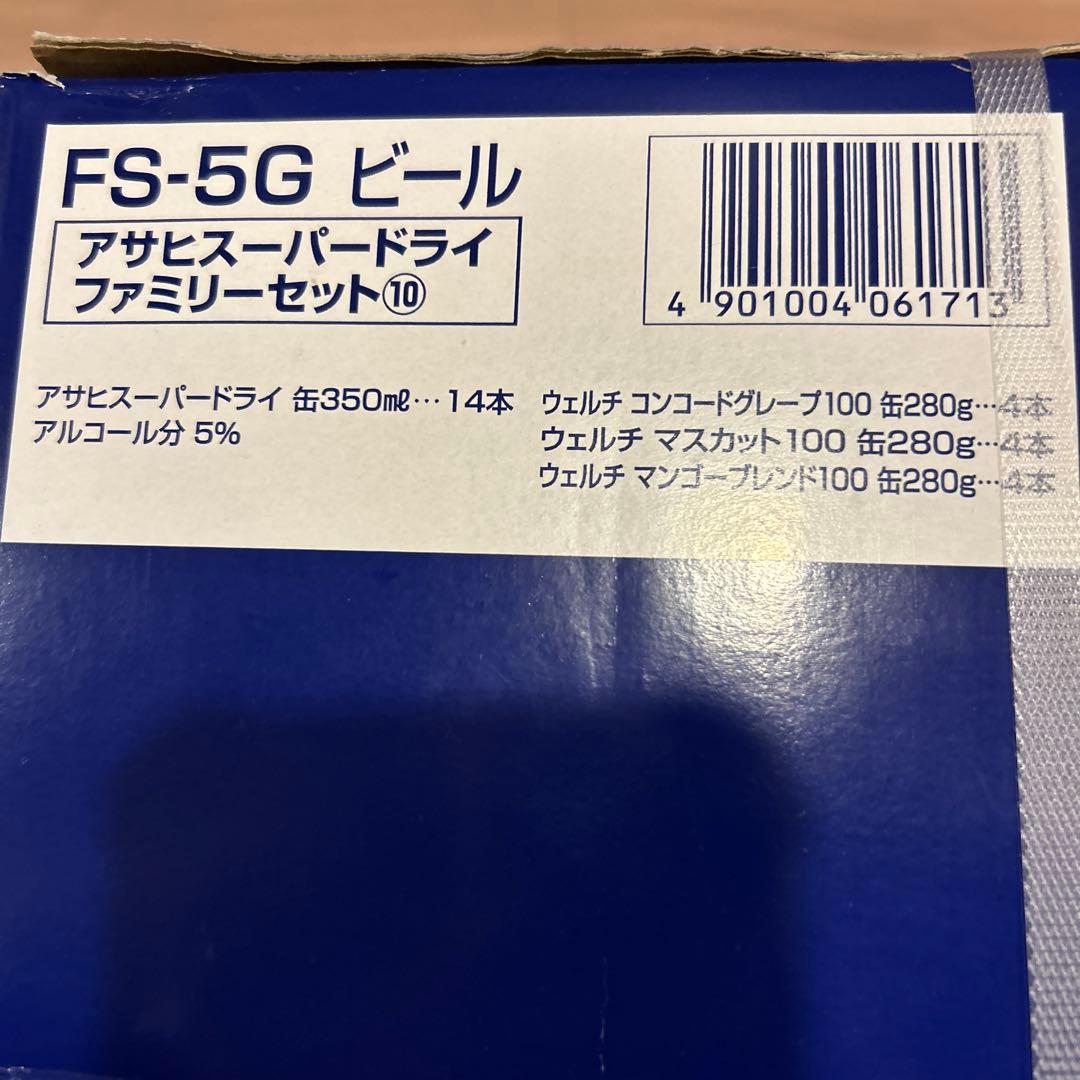 FS-5G ビール
アサヒスーパードライ
ファミリーセット⑩
4 901004 061713
アサヒスーパードライ 缶350㎖…14本
アルコール分 5%
ウェルチ コンコードグレープ100 缶280g…4本
ウェルチ マスカット100 缶280g…4本
ウェルチ マンゴーブレンド100 缶280g…4本